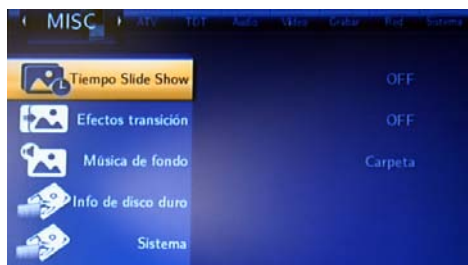 MISC ATV TDT Audio Vídeo Grabar Red Sistema
Tiempo Slide Show OFF
Efectos transición OFF
Música de fondo Carpeta
Info de disco duro
Sistema